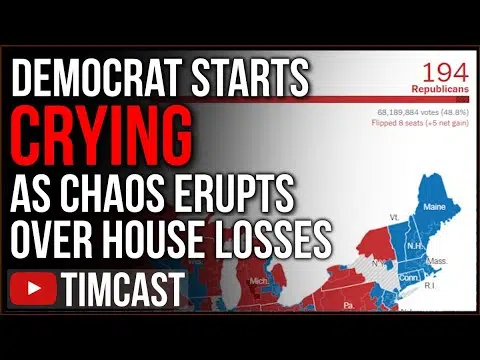 DEMOCRAT STARTS
CRYING
AS CHAOS ERUPTS
OVER HOUSE LOSSES
TIMCAST
194
Republicans
68,189,884 votes (48.8%)
Flipped 8 seats (+5 net gain)
Vt.
Maine
N.H.
N.Y.
Mass.
Conn.
R.I.
Mich.
Pa.